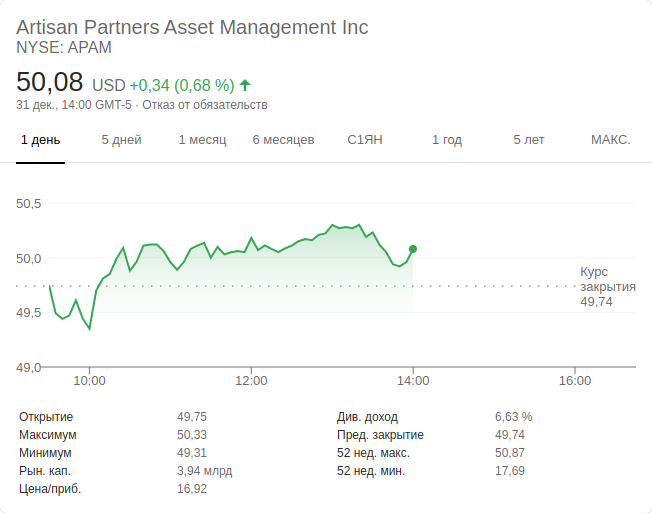 Artisan Partners Asset Management Inc
NYSE: APAM
50,08 USD +0,34 (0,68 %)
31 дек., 14:00 GMT-5 · Отказ от обязательств
1 день 5 дней 1 месяц 6 месяцев С1ЯН 1 год 5 лет МАКС.
50,5
50,0
Курс
закрытия
49,74
49,5
49,0
10:00 12:00 14:00 16:00
Открытие 49,75 Див. доход 6,63 %
Максимум 50,33 Пред. закрытие 49,74
Минимум 49,31 52 нед. макс. 50,87
Рын. кап. 3,94 млрд 52 нед. мин. 17,69
Цена/приб. 16,92